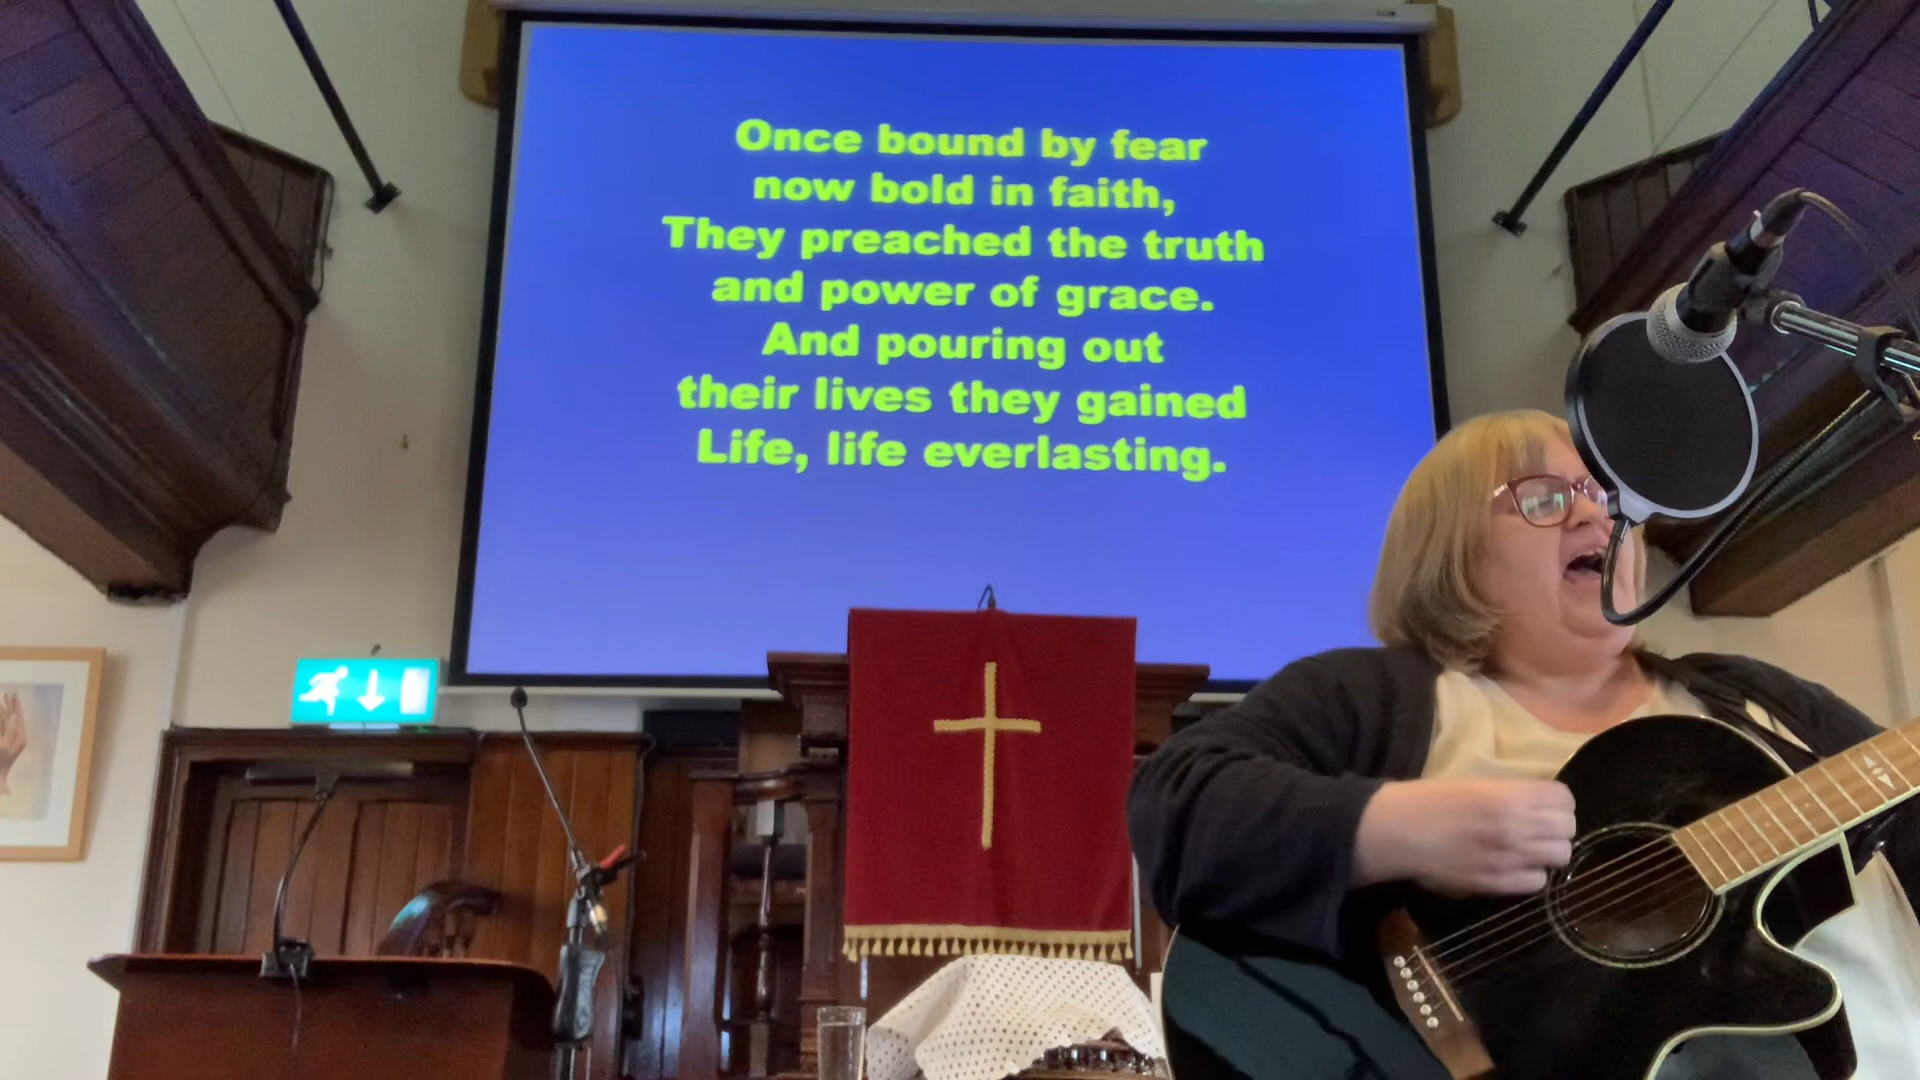 Once bound by fear
now bold in faith,
They preached the truth
and power of grace.
And pouring out
their lives they gained
Life, life everlasting.